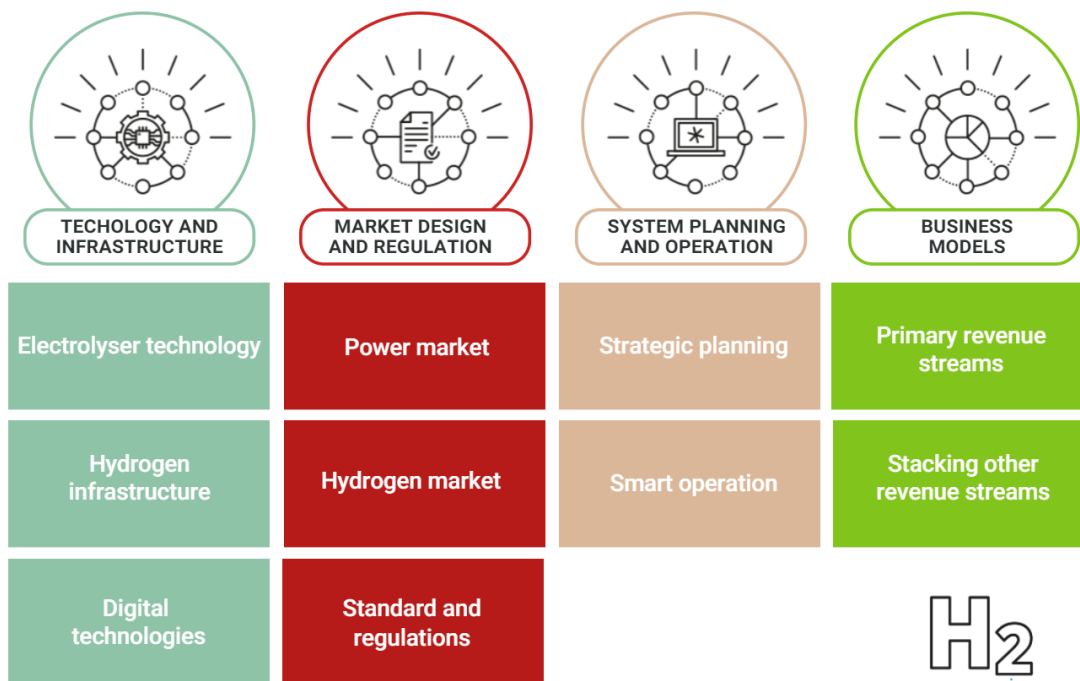 TECHOLOGY AND
INFRASTRUCTURE
MARKET DESIGN
AND REGULATION
SYSTEM PLANNING
AND OPERATION
BUSINESS
MODELS
Electrolyser technology
Power market
Strategic planning
Primary revenue
streams
Hydrogen
infrastructure
Hydrogen market
Smart operation
Stacking other
revenue streams
Digital
technologies
Standard and
regulations
H2